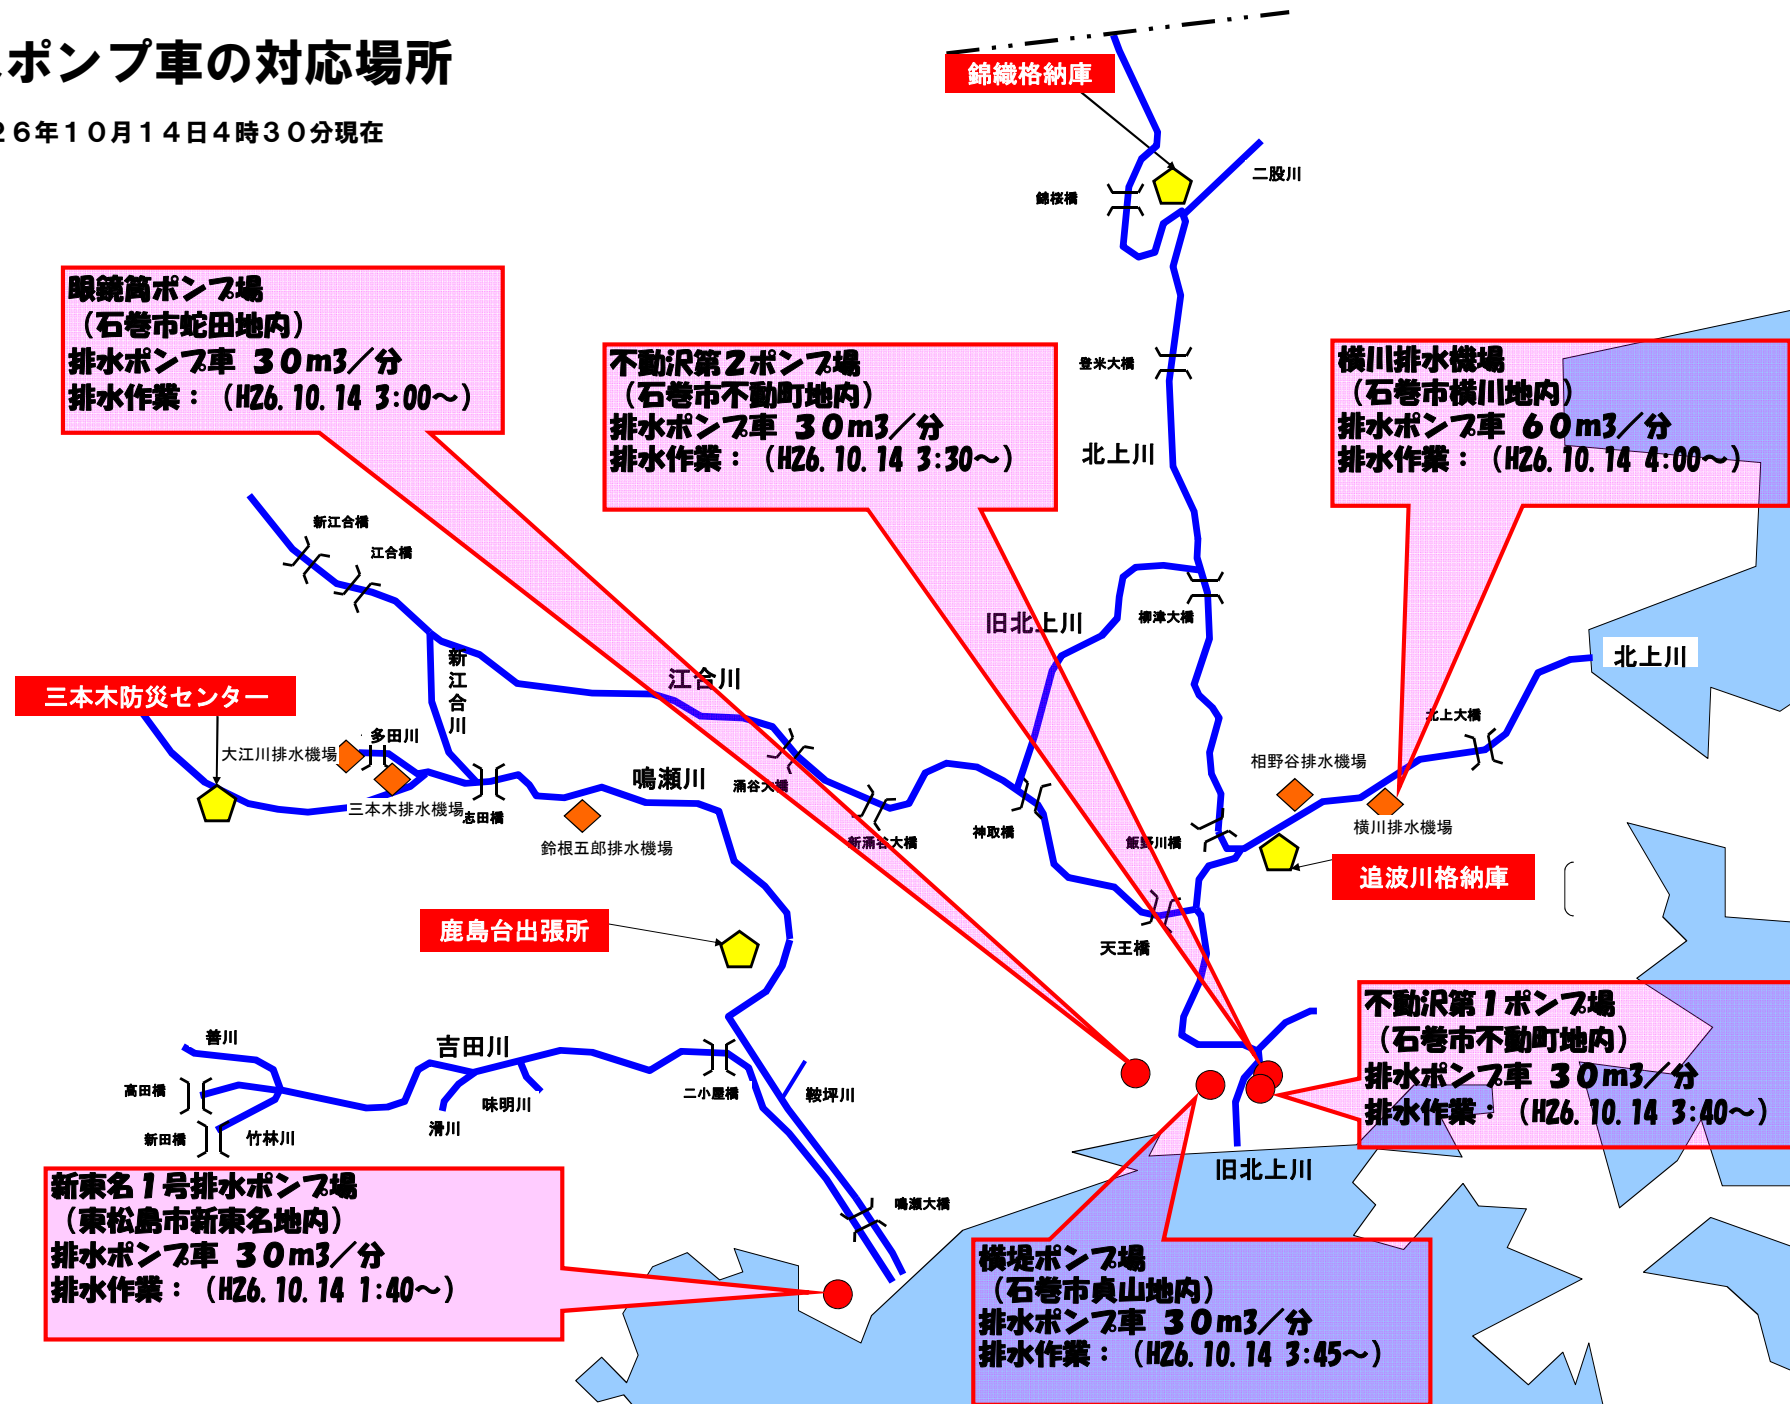 ポンプ車の対応場所
２６年１０月１４日４時３０分現在
錦織格納庫
二股川
錦桜橋
眼鏡筒ポンプ場
（石巻市蛇田地内）
排水ポンプ車 ３０m3／分
排水作業：（H26. 10. 14 3:00～）
不動沢第２ポンプ場
（石巻市不動町地内）
排水ポンプ車 ３０m3／分
排水作業：（H26. 10. 14 3:30～）
横川排水機場
（石巻市横川地内）
排水ポンプ車 ６０m3／分
排水作業：（H26. 10. 14 4:00～）
登米大橋
北上川
新江合橋
江合橋
旧北上川
柳津大橋
新江合川
江合川
北上川
三本木防災センター
大江川排水機場
多田川
北上大橋
鳴瀬川
涌谷大橋
相野谷排水機場
三本木排水機場
志田橋
鈴根五郎排水機場
新涌谷大橋
神取橋
飯野川橋
横川排水機場
追波川格納庫
鹿島台出張所
天王橋
善川
吉田川
高田橋
味明川
滑川
新田橋
竹林川
二小屋橋
鞍坪川
不動沢第１ポンプ場
（石巻市不動町地内）
排水ポンプ車 ３０m3／分
排水作業：（H26. 10. 14 3:40～）
旧北上川
鳴瀬大橋
新東名１号排水ポンプ場
（東松島市新東名地内）
排水ポンプ車 ３０m3／分
排水作業：（H26. 10. 14 1:40～）
横堤ポンプ場
（石巻市貞山地内）
排水ポンプ車 ３０m3／分
排水作業：（H26. 10. 14 3:45～）